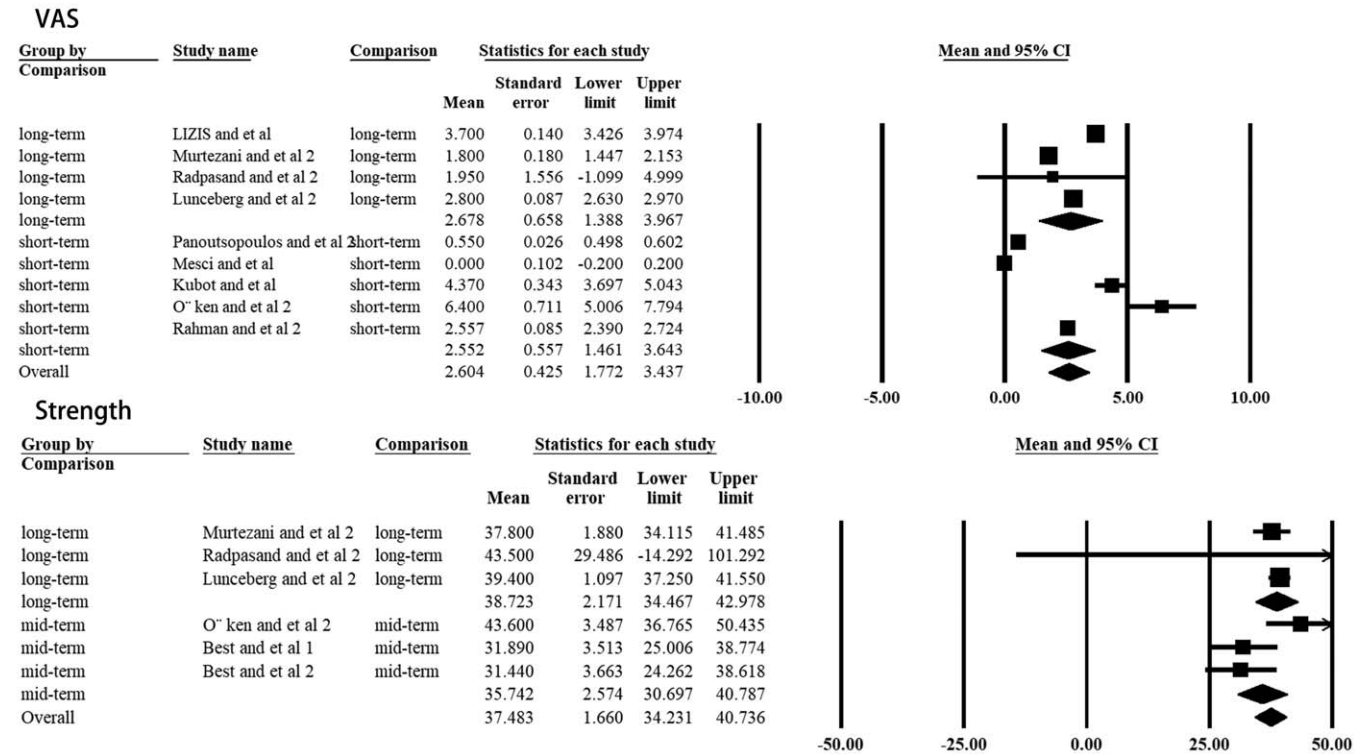 VAS
Group by Comparison Study name Comparison Statistics for each study Mean and 95% CI
Mean Standard error Lower limit Upper limit
long-term LIZIS and et al long-term 3.700 0.140 3.426 3.974
long-term Murtezani and et al 2 long-term 1.800 0.180 1.447 2.153
long-term Radpasand and et al 2 long-term 1.950 1.556 -1.099 4.999
long-term Lunceberg and et al 2 long-term 2.800 0.087 2.630 2.970
long-term 2.678 0.658 1.388 3.967
short-term Panoutsopoulos and et al 2 short-term 0.550 0.026 0.498 0.602
short-term Mesci and et al short-term 0.000 0.102 -0.200 0.200
short-term Kubot and et al short-term 4.370 0.343 3.697 5.043
short-term O¨ ken and et al 2 short-term 6.400 0.711 5.006 7.794
short-term Rahman and et al 2 short-term 2.557 0.085 2.390 2.724
short-term 2.552 0.557 1.461 3.643
Overall 2.604 0.425 1.772 3.437
-10.00 -5.00 0.00 5.00 10.00
Strength
Group by Comparison Study name Comparison Statistics for each study Mean and 95% CI
Mean Standard error Lower limit Upper limit
long-term Murtezani and et al 2 long-term 37.800 1.880 34.115 41.485
long-term Radpasand and et al 2 long-term 43.500 29.486 -14.292 101.292
long-term Lunceberg and et al 2 long-term 39.400 1.097 37.250 41.550
long-term 38.723 2.171 34.467 42.978
mid-term O¨ ken and et al 2 mid-term 43.600 3.487 36.765 50.435
mid-term Best and et al 1 mid-term 31.890 3.513 25.006 38.774
mid-term Best and et al 2 mid-term 31.440 3.663 24.262 38.618
mid-term 35.742 2.574 30.697 40.787
Overall 37.483 1.660 34.231 40.736
-50.00 -25.00 0.00 25.00 50.00